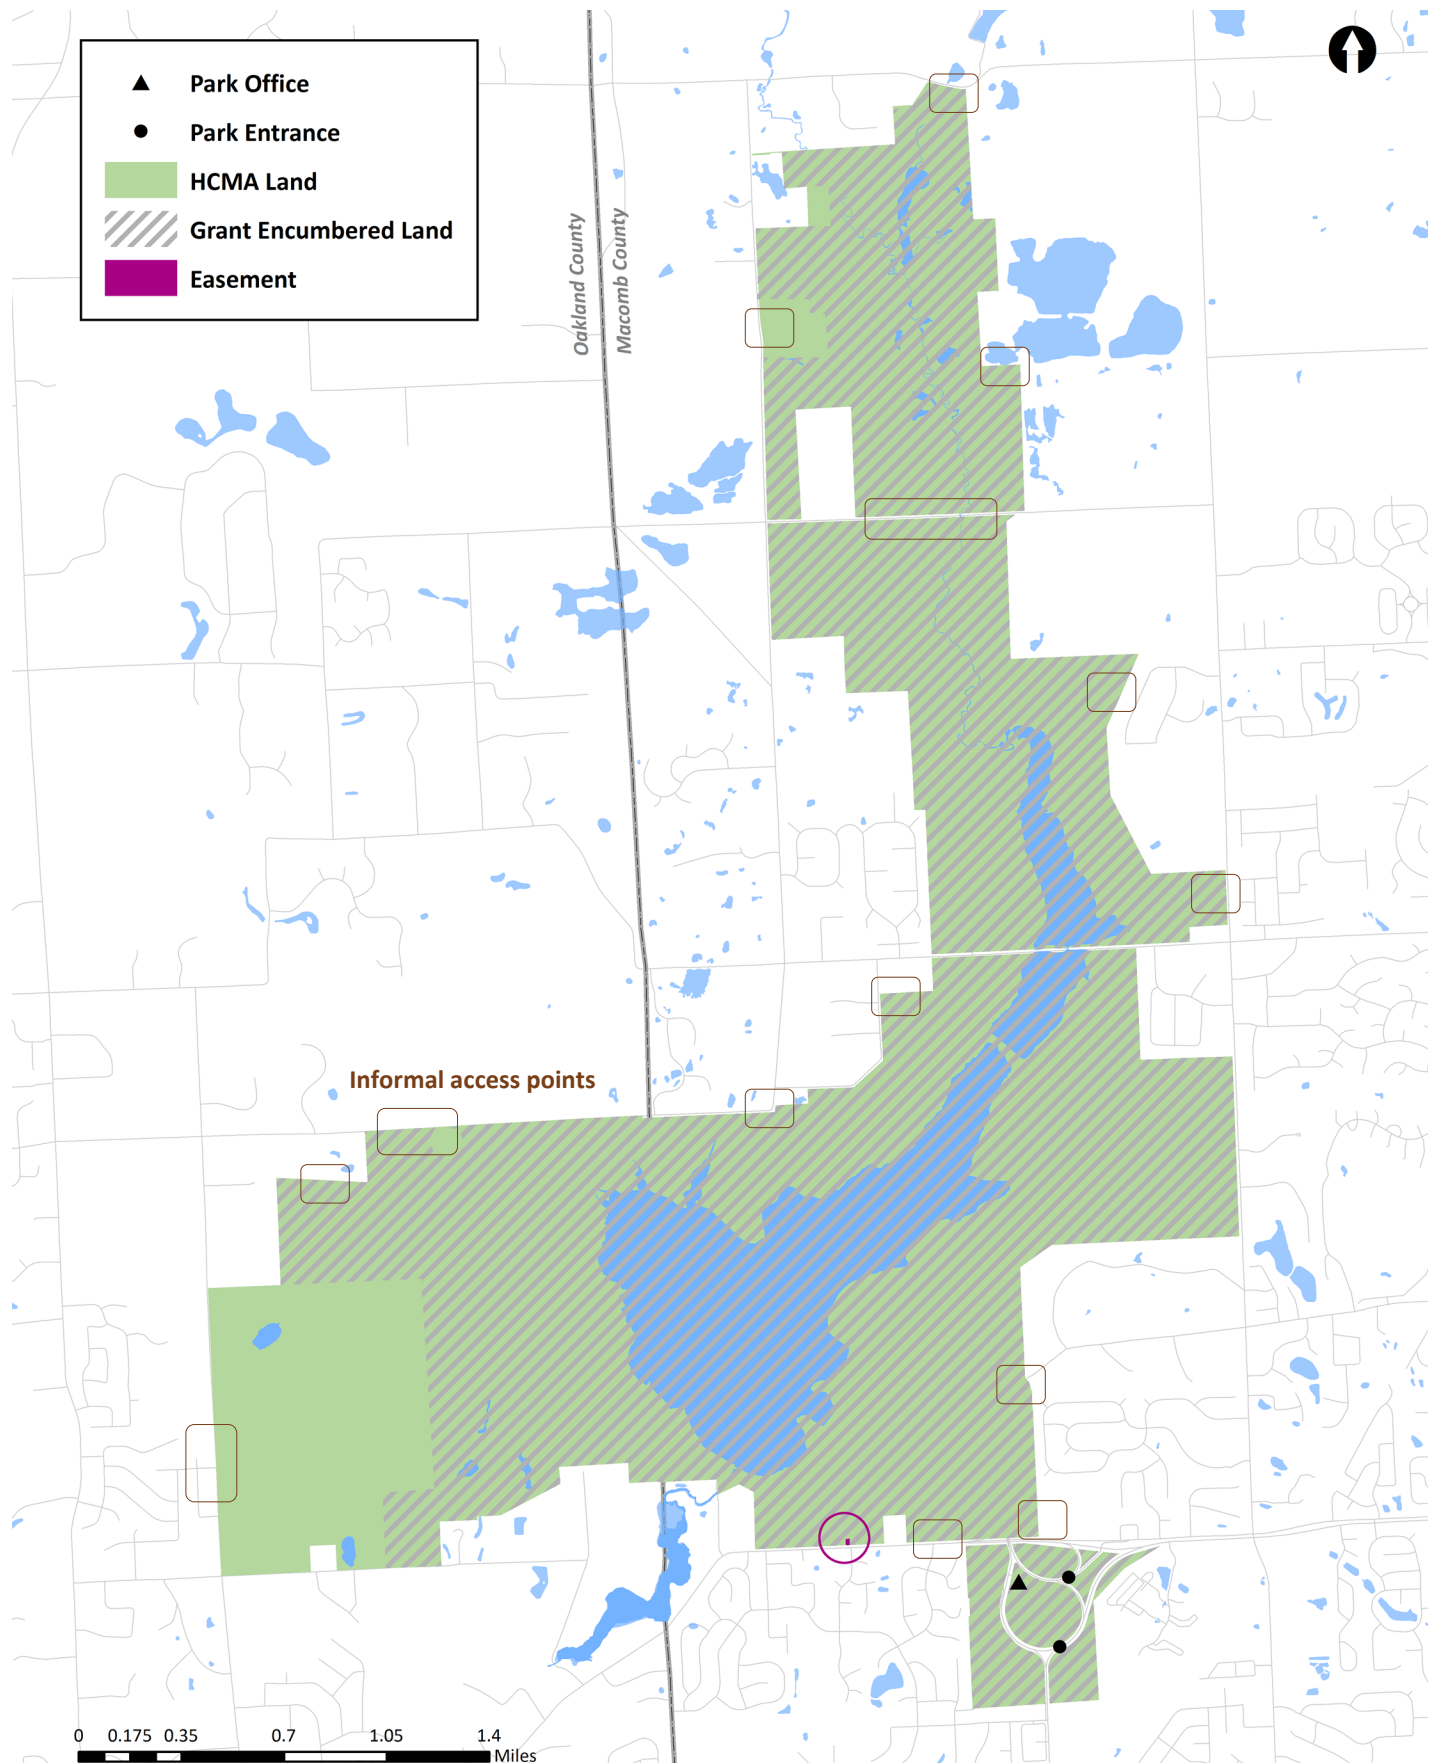 Park Office
Park Entrance
HCMA Land
Grant Encumbered Land
Easement
Oakland County
Macomb County
Informal access points
0 0.175 0.35 0.7 1.05 1.4
Miles